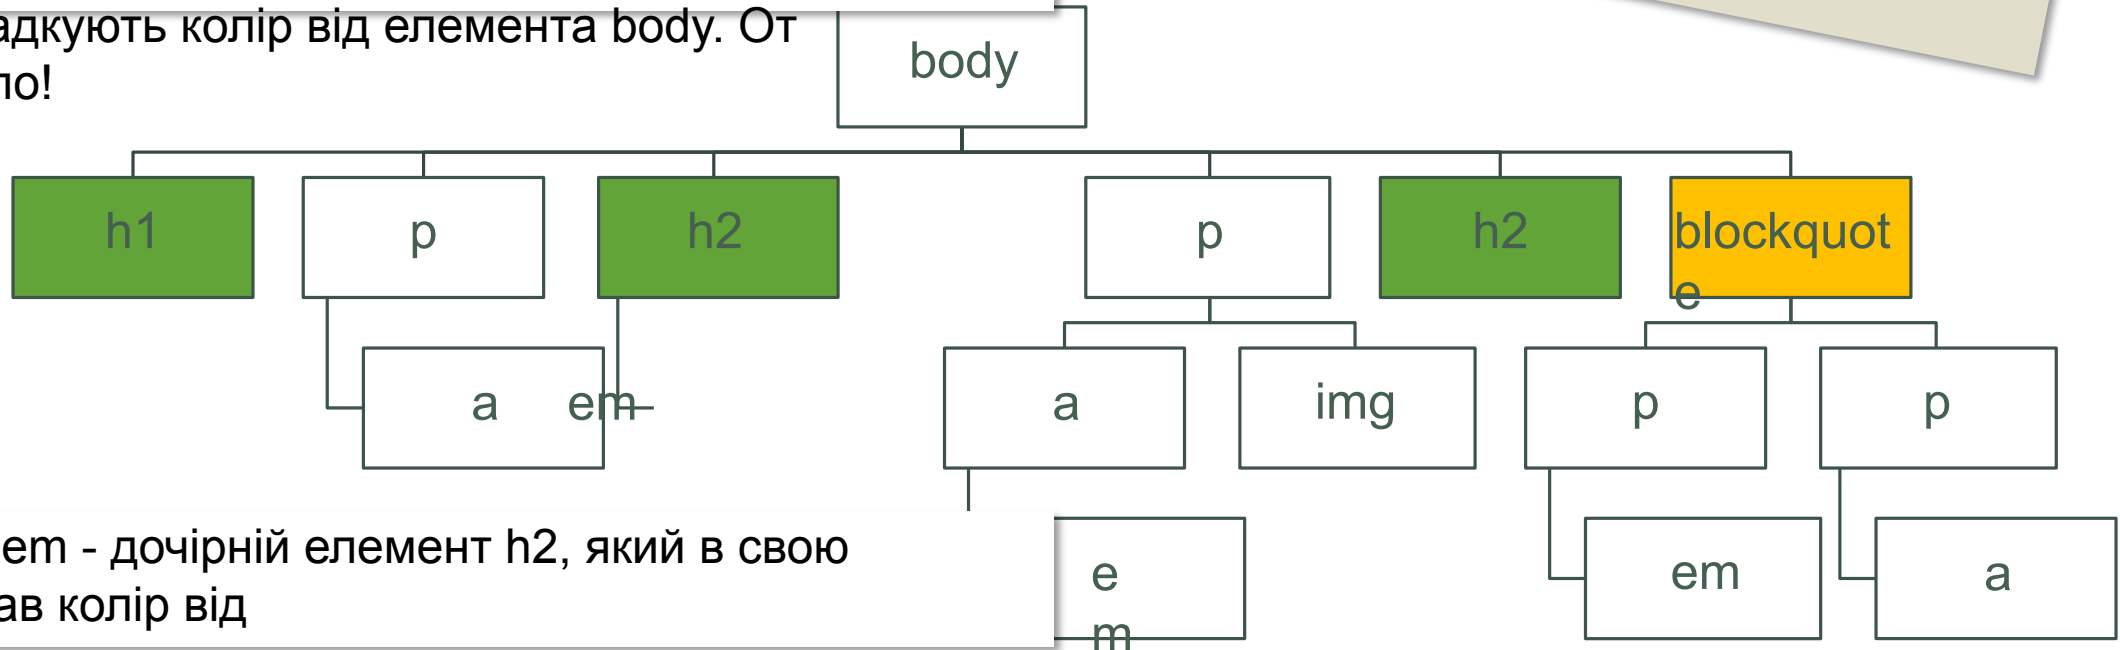 адкують колір від елемента body. От
ло!
body
h1
p
h2
p
h2
blockquot
e
a
em
a
img
p
p
em - дочірній елемент h2, який в свою
ав колір від
e
m
em
a